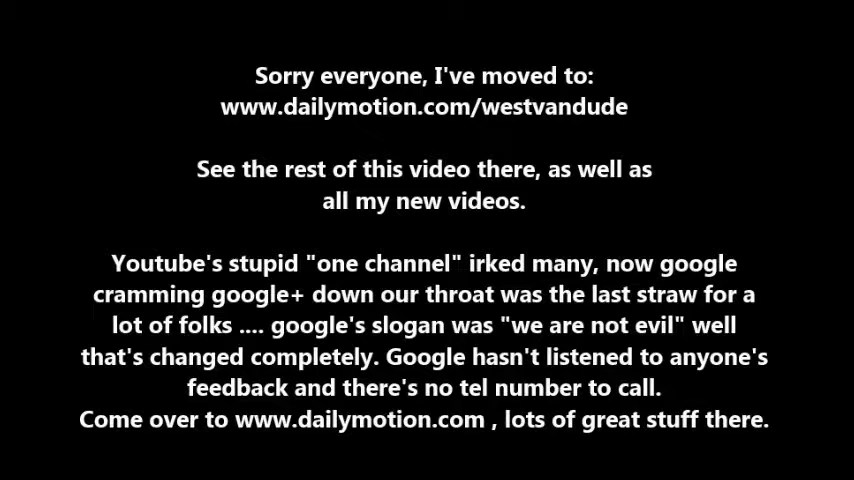 Sorry everyone, I've moved to:
www.dailymotion.com/westvandude
See the rest of this video there, as well as
all my new videos.
Youtube's stupid "one channel" irked many, now google
cramming google+ down our throat was the last straw for a
lot of folks .... google's slogan was "we are not evil" well
that's changed completely. Google hasn't listened to anyone's
feedback and there's no tel number to call.
Come over to www.dailymotion.com , lots of great stuff there.